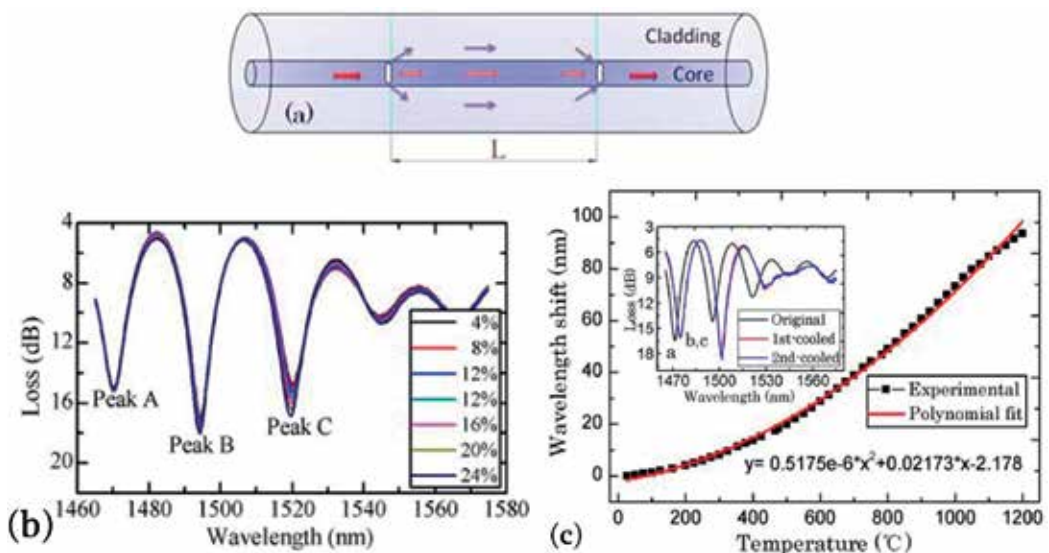 Cladding
Core
(a)
L
4
8
12
16
20
Loss (dB)
Peak A
Peak B
Peak C
4%
8%
12%
12%
16%
20%
24%
1460 1480 1500 1520 1540 1560 1580
Wavelength (nm)
(b)
100
80
60
40
20
0
Wavelength shift (nm)
3
6
9
12
15
18
Loss (dB)
a
b,c
Original
1st-cooled
2nd-cooled
1470 1500 1530 1560
Wavelength (nm)
Experimental
Polynomial fit
y= 0.5175e-6*x²+0.02173*x-2.178
0 200 400 600 800 1000 1200
Temperature (℃)
(c)